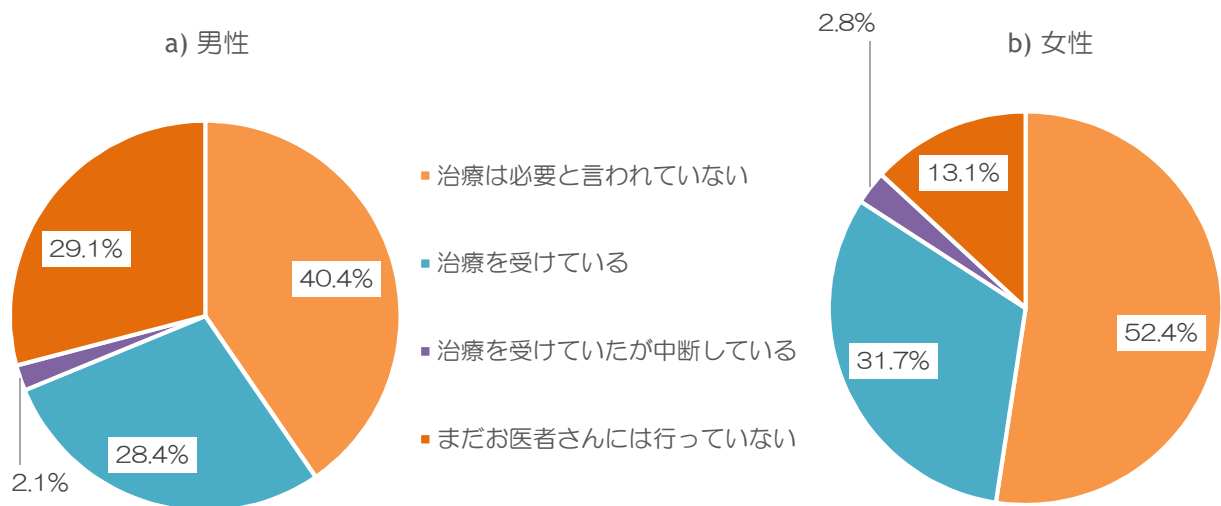 a) 男性
29.1%
40.4%
28.4%
2.1%
治療は必要と言われていない
治療を受けている
治療を受けていたが中断している
まだお医者さんには行っていない
b) 女性
2.8%
13.1%
52.4%
31.7%